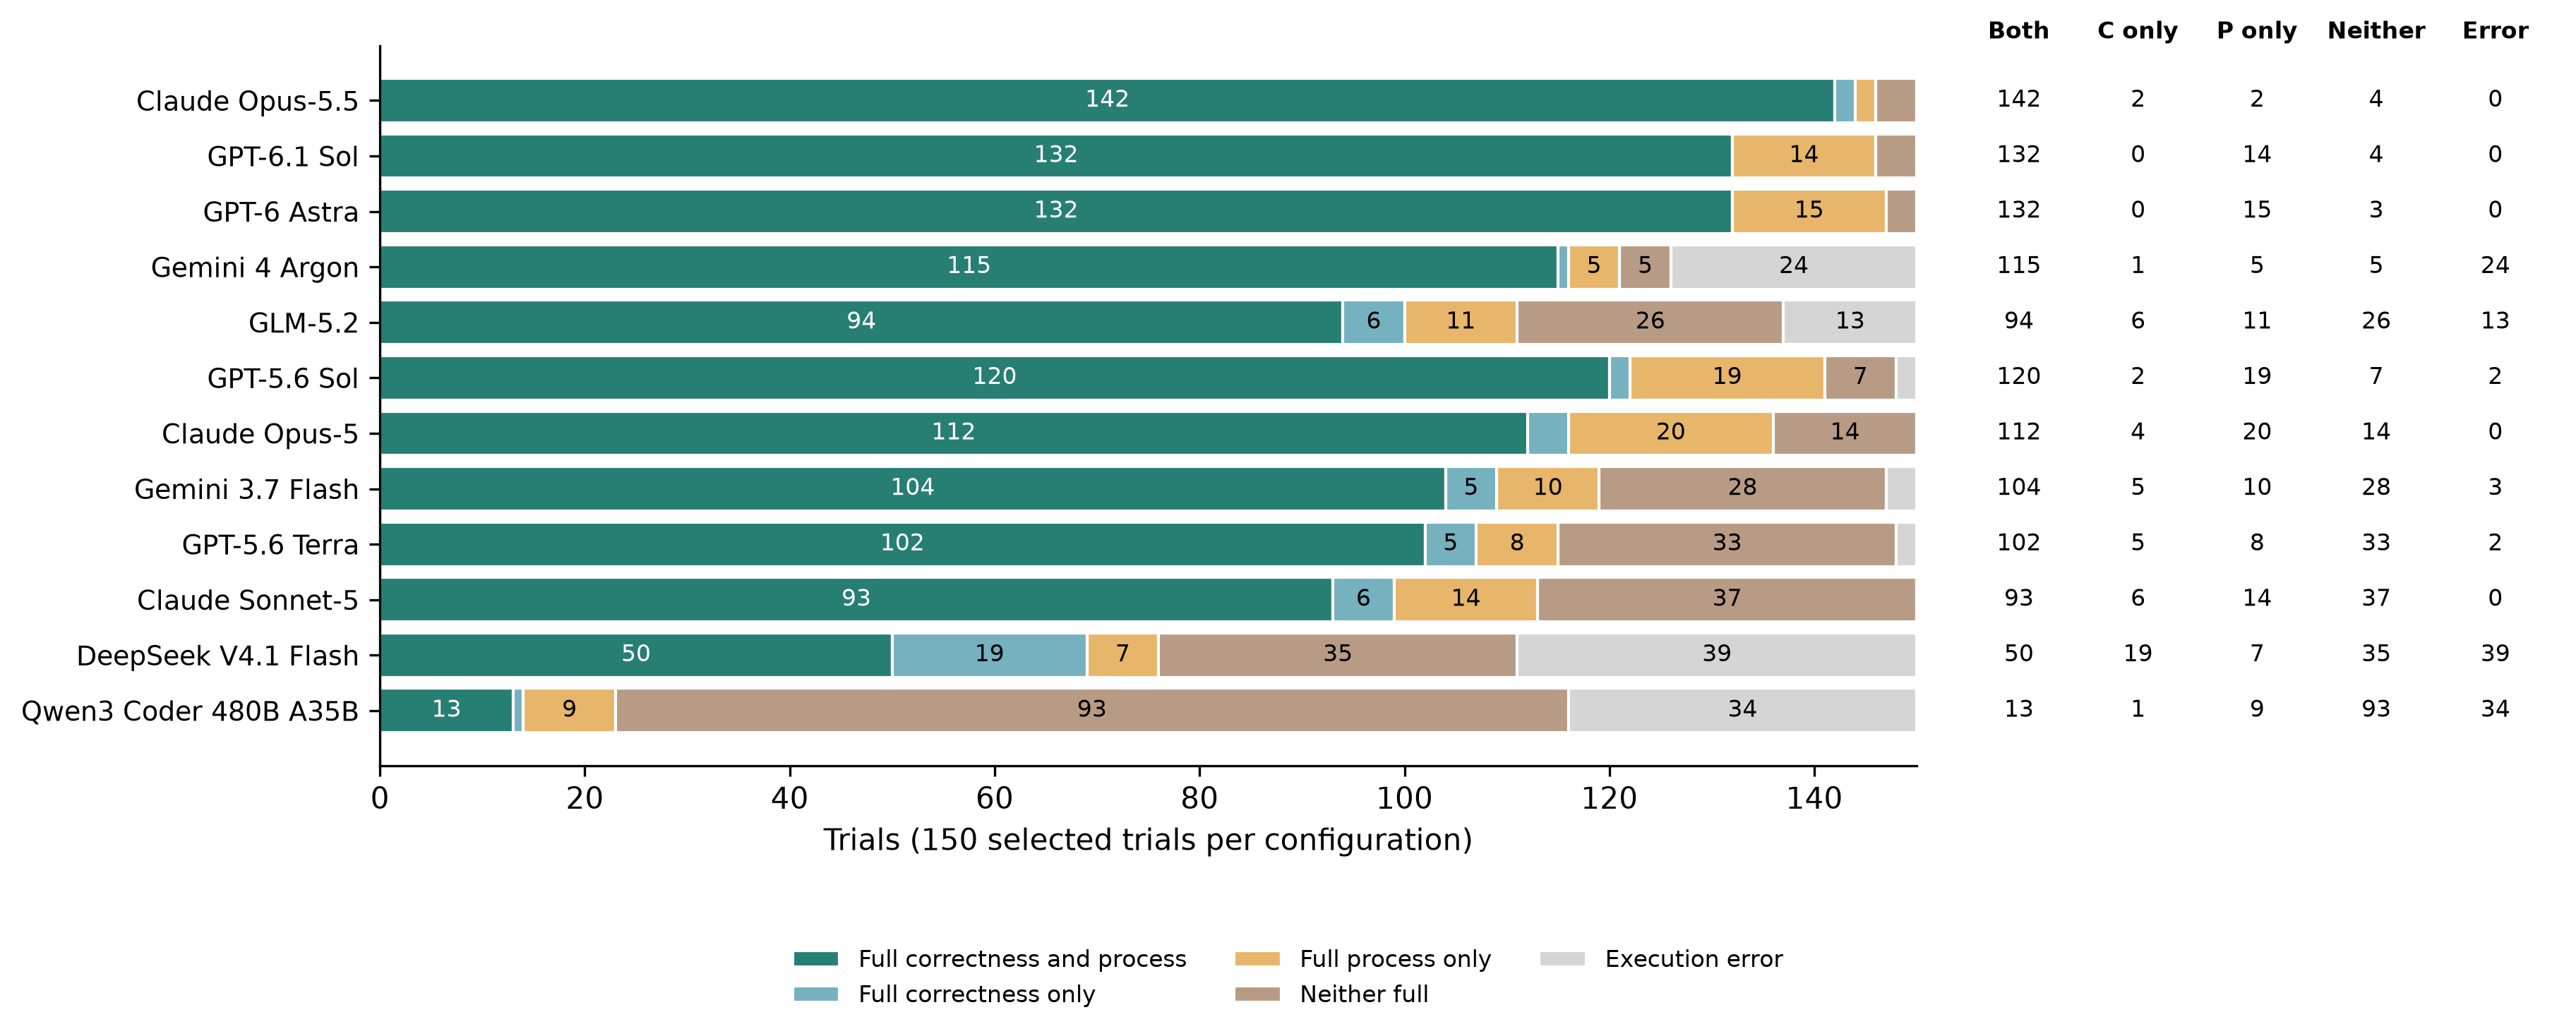 Both C only P only Neither Error
Claude Opus-5.5 142 142 2 2 4 0
GPT-6.1 Sol 132 14 132 0 14 4 0
GPT-6 Astra 132 15 132 0 15 3 0
Gemini 4 Argon 115 5 5 24 115 1 5 5 24
GLM-5.2 94 6 11 26 13 94 6 11 26 13
GPT-5.6 Sol 120 19 7 120 2 19 7 2
Claude Opus-5 112 20 14 112 4 20 14 0
Gemini 3.7 Flash 104 5 10 28 104 5 10 28 3
GPT-5.6 Terra 102 5 8 33 102 5 8 33 2
Claude Sonnet-5 93 6 14 37 93 6 14 37 0
DeepSeek V4.1 Flash 50 19 7 35 39 50 19 7 35 39
Qwen3 Coder 480B A35B 13 9 93 34 13 1 9 93 34
0 20 40 60 80 100 120 140
Trials (150 selected trials per configuration)
Full correctness and process Full process only Execution error
Full correctness only Neither full